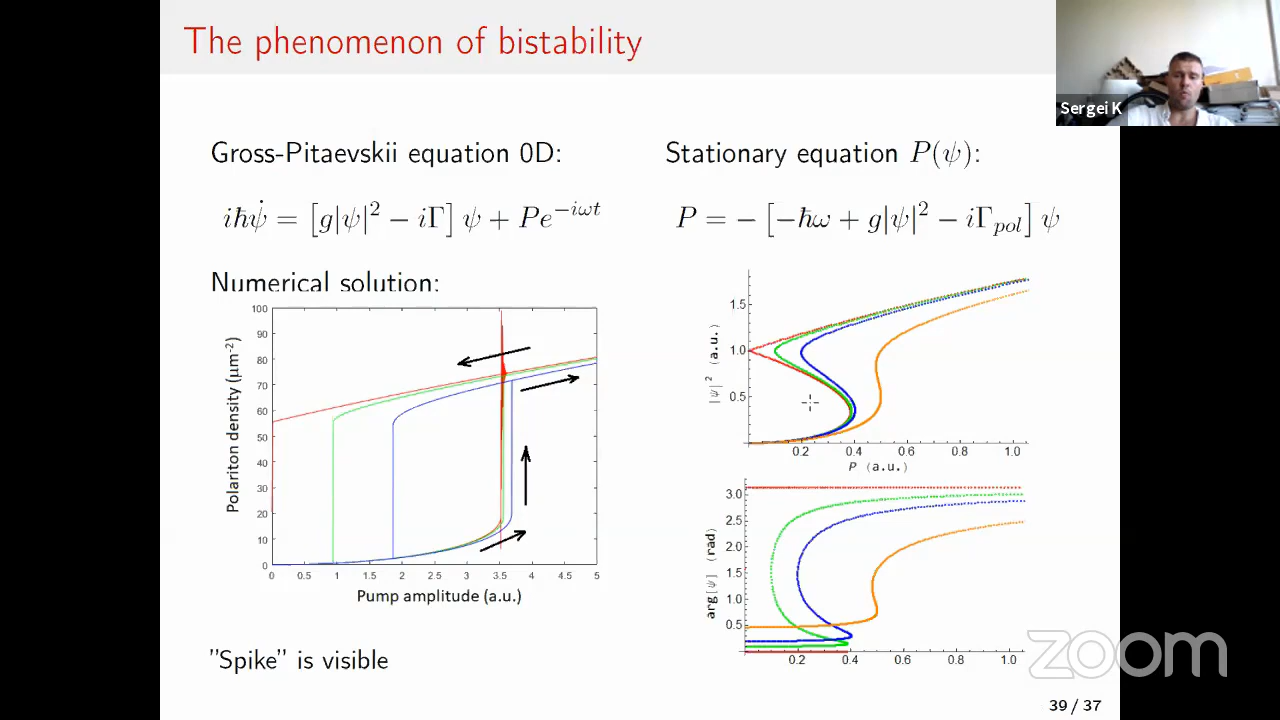 The phenomenon of bistability
Sergei K
Gross-Pitaevskii equation 0D:
iħψ̇ = [g|ψ|² − iΓ] ψ + Pe^{−iωt}
Numerical solution:
100
90
80
70
60
50
40
30
20
10
0
Polariton density (μm⁻²)
0 0.5 1 1.5 2 2.5 3 3.5 4 4.5 5
Pump amplitude (a.u.)
"Spike" is visible
Stationary equation P(ψ):
P = − [−ħω + g|ψ|² − iΓ_{pol}] ψ
1.5
1.0
0.5
|ψ|² (a.u.)
0.2 0.4 0.6 0.8 1.0
P (a.u.)
3.0
2.5
2.0
1.5
1.0
0.5
arg[ψ] (rad)
0.2 0.4 0.6 0.8 1.0
zoom
39 / 37